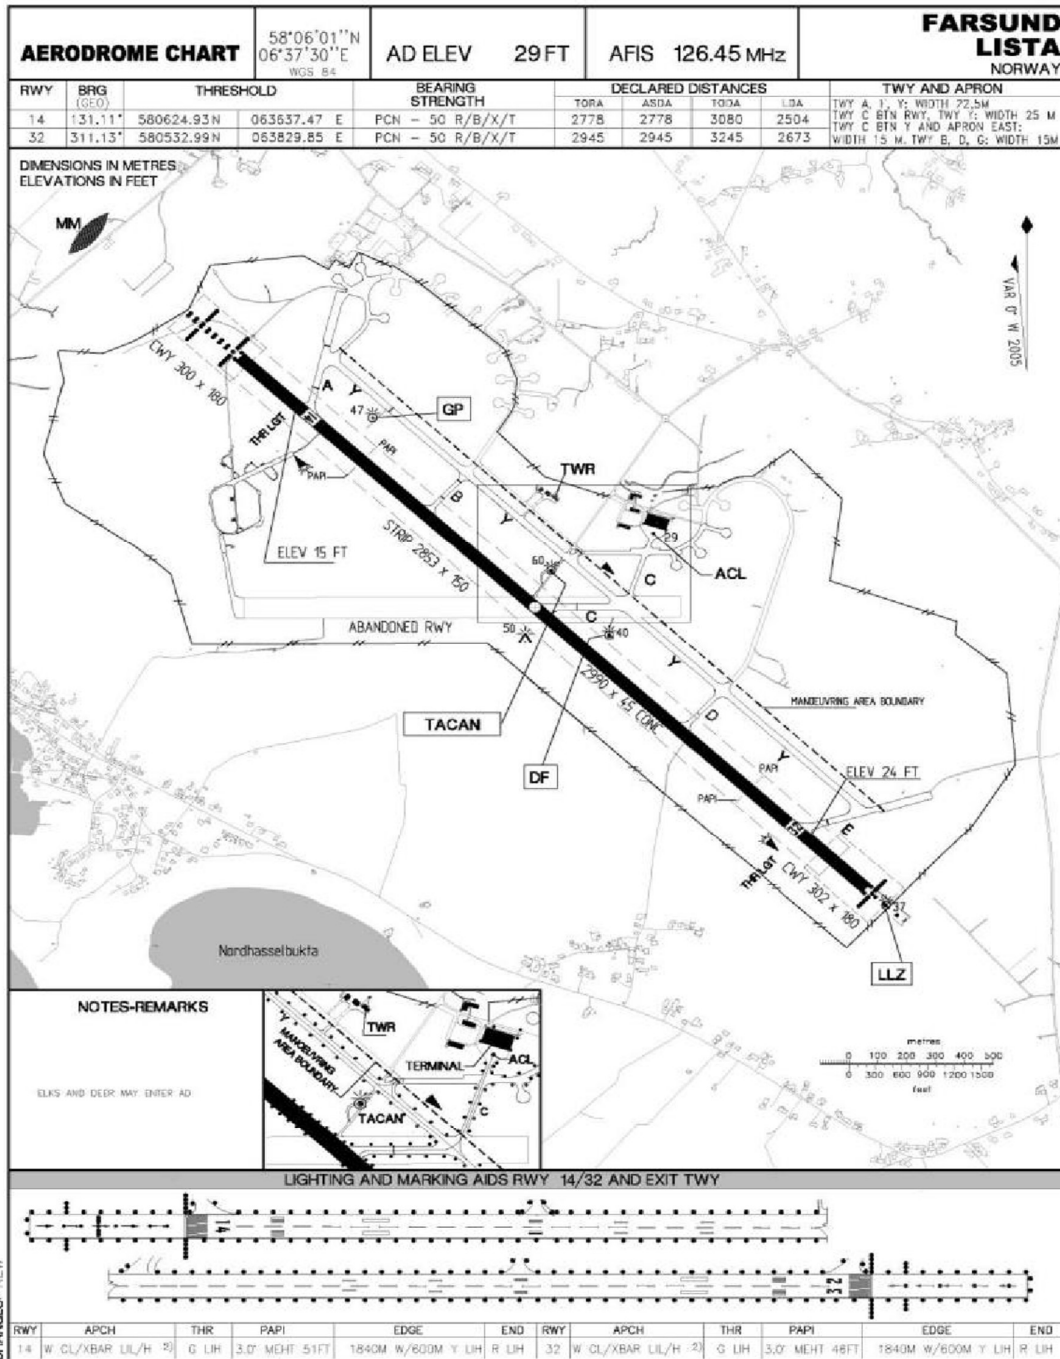 AERODROME CHART
58°06'01''N
06°37'30''E
WGS 84
AD ELEV 29 FT
AFIS 126.45 MHz
FARSUND
LISTA
NORWAY
RWY BRG (GEO) THRESHOLD BEARING STRENGTH DECLARED DISTANCES TWY AND APRON
TORA ASDA TODA LDA
14 131.11° 580624.93 N 063637.47 E PCN - 50 R/B/X/T 2778 2778 3080 2504
32 311.13° 580532.99 N 063829.85 E PCN - 50 R/B/X/T 2945 2945 3245 2673
WIDTH 22,5M
TWY C BTN RWY, TWY Y: WIDTH 25 M
TWY C BTN Y AND APRON EAST:
WIDTH 15 M. TWY B, D, G: WIDTH 15M
DIMENSIONS IN METRES
ELEVATIONS IN FEET
MM
VAR 0° W 2005
CWY 300 x 180
A
Y
47
GP
THR LGT
PAPI
PAPI
TWR
B
Y
ELEV 15 FT
STRIP 2853 x 150
29
60
ACL
C
C
ABANDONED RWY
50
40
Y
2990 x 45 CONC
MANOEUVRING AREA BOUNDARY
TACAN
D
DF
Y
PAPI
ELEV 24 FT
PAPI
E
THR LGT
CWY 302 x 180
37
Nordhasselbukta
LLZ
NOTES-REMARKS
ELKS AND DEER MAY ENTER AD
Y
TWR
MANOEUVRING
AREA BOUNDARY
TERMINAL
ACL
TACAN
C
metres
0 100 200 300 400 500
0 300 600 900 1200 1500
feet
LIGHTING AND MARKING AIDS RWY 14/32 AND EXIT TWY
14
32
RWY APCH THR PAPI EDGE END RWY APCH THR PAPI EDGE END
14 W CL/XBAR LIL/H 2) G LIH 3.0° MEHT 51FT 1840M W/600M Y LIH R LIH 32 W CL/XBAR LIL/H 2) G LIH 3.0° MEHT 46FT 1840M W/600M Y LIH R LIH